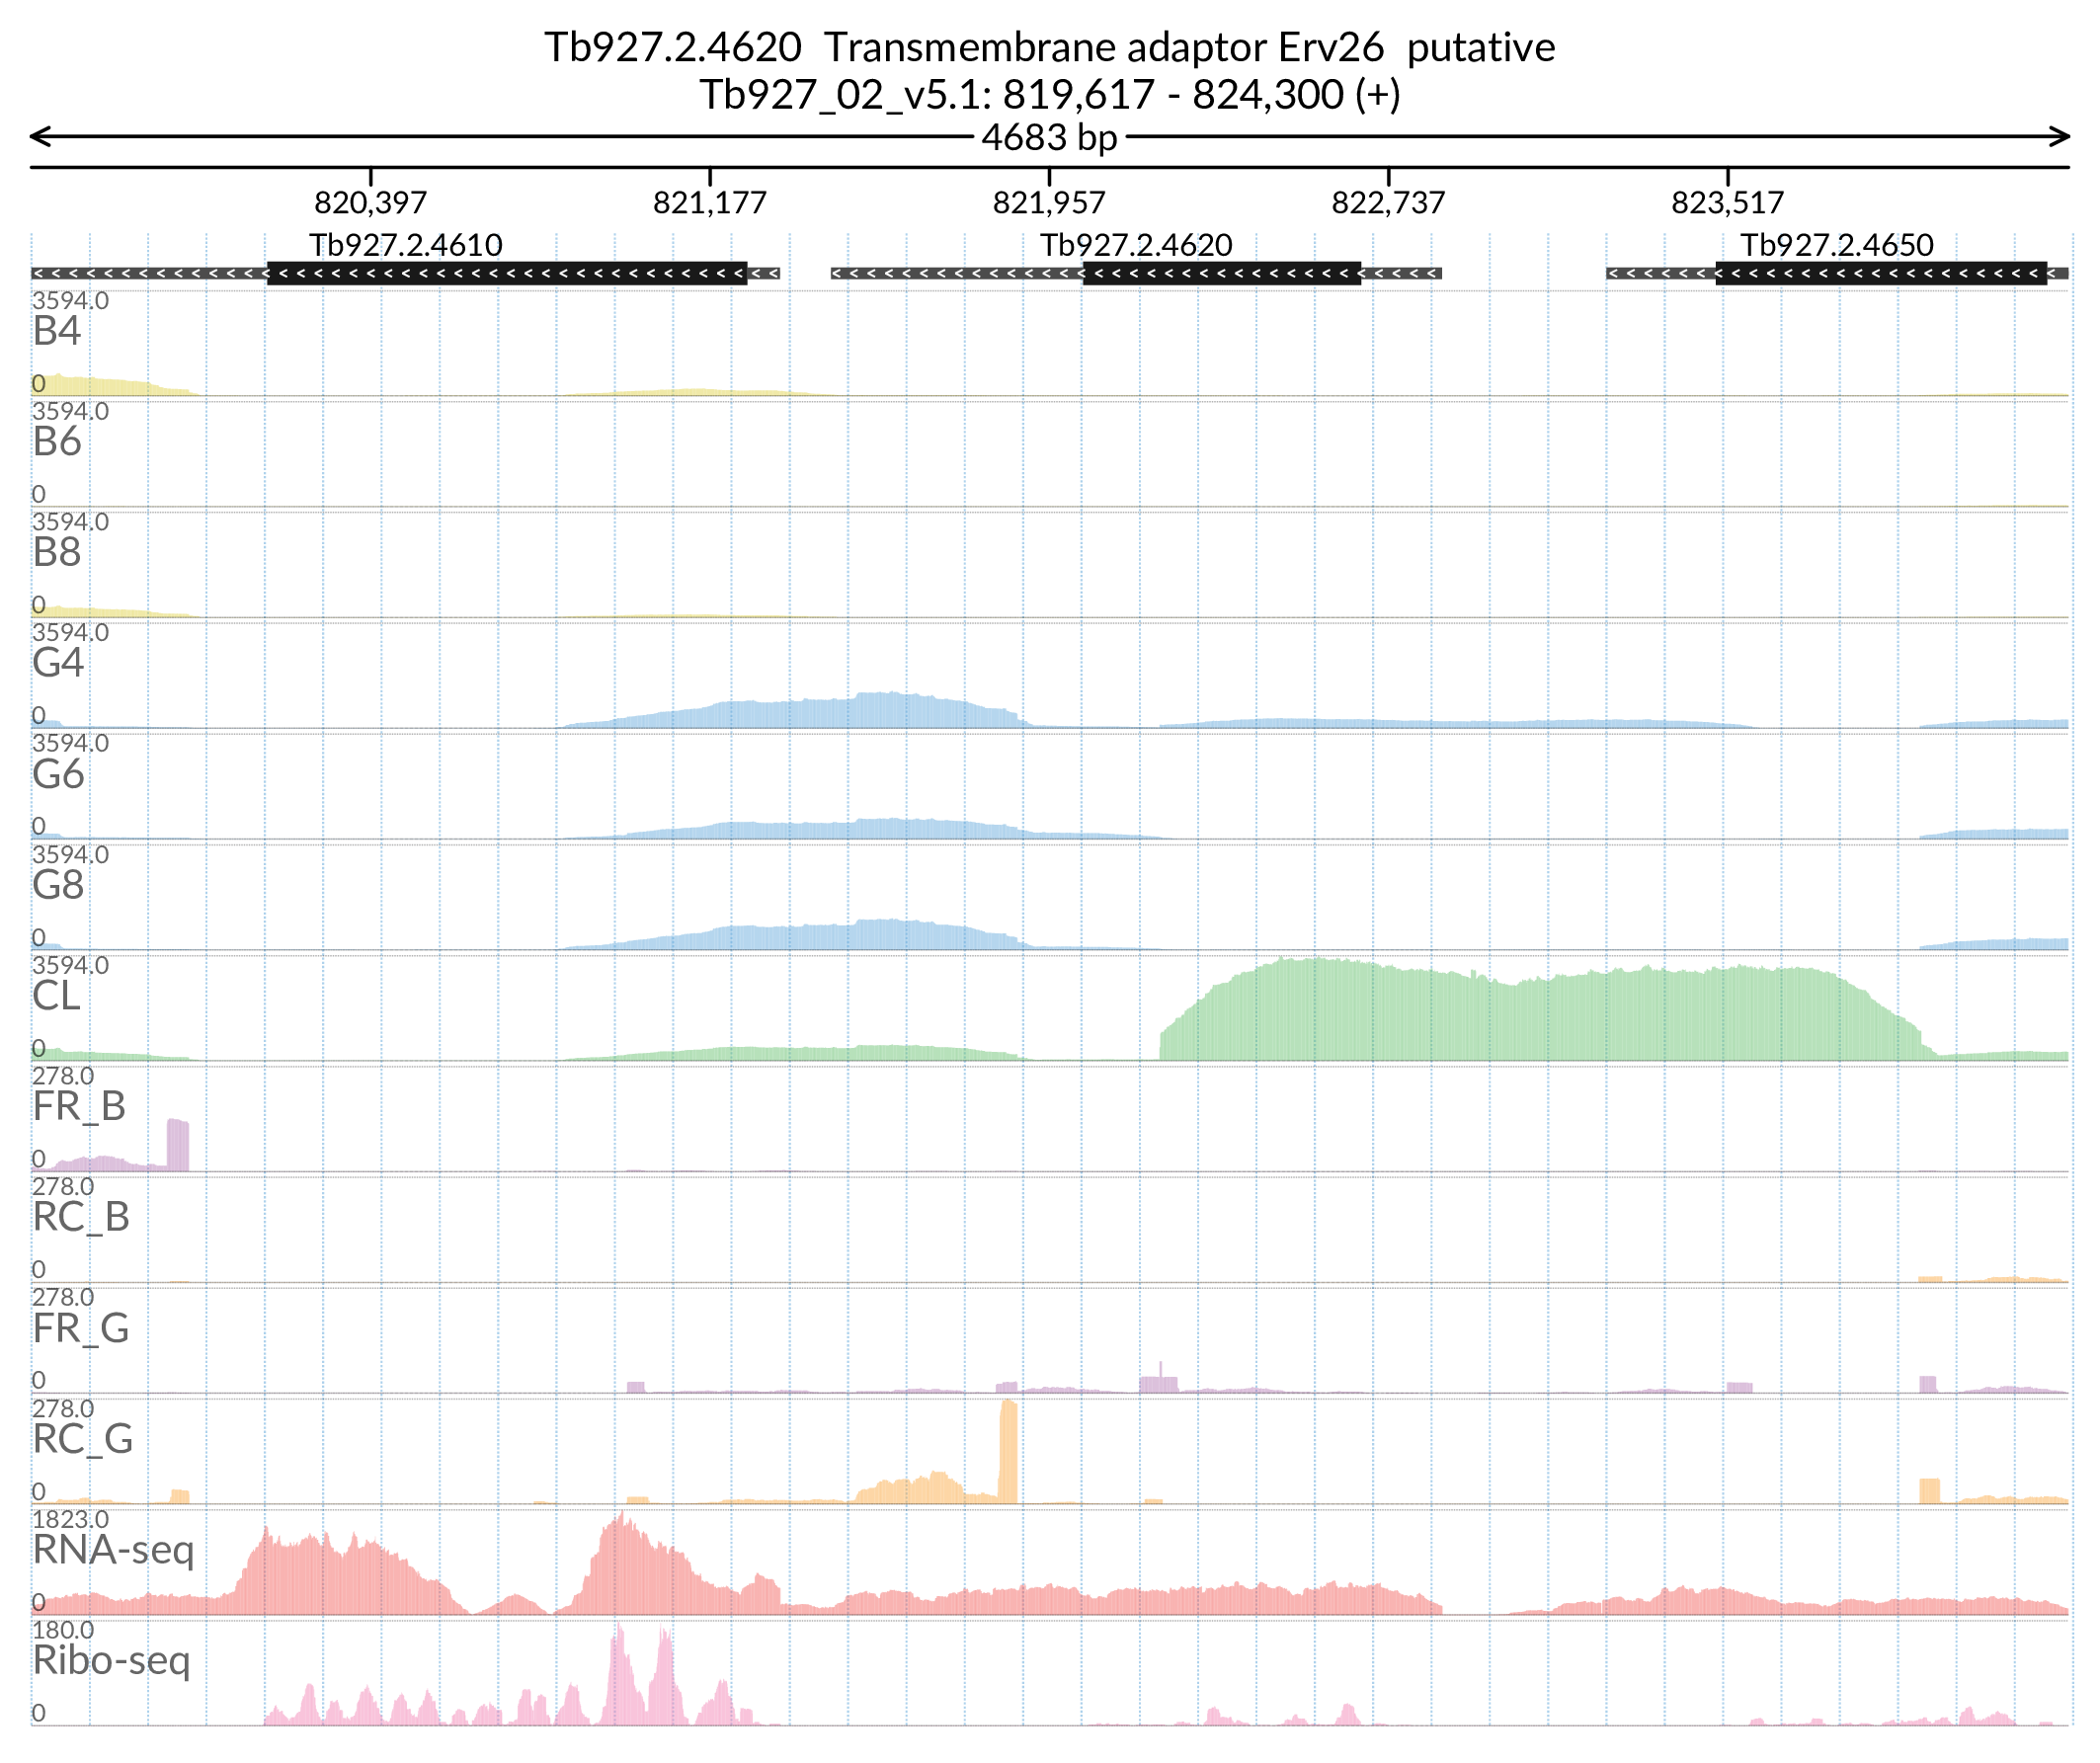 Tb927.2.4620 Transmembrane adaptor Erv26 putative
Tb927_02_v5.1: 819,617 - 824,300 (+)
4683 bp
820,397 821,177 821,957 822,737 823,517
Tb927.2.4610 Tb927.2.4620 Tb927.2.4650
3594.0
B4
0
3594.0
B6
0
3594.0
B8
0
3594.0
G4
0
3594.0
G6
0
3594.0
G8
0
3594.0
CL
0
278.0
FR_B
0
278.0
RC_B
0
278.0
FR_G
0
278.0
RC_G
0
1823.0
RNA-seq
0
180.0
Ribo-seq
0